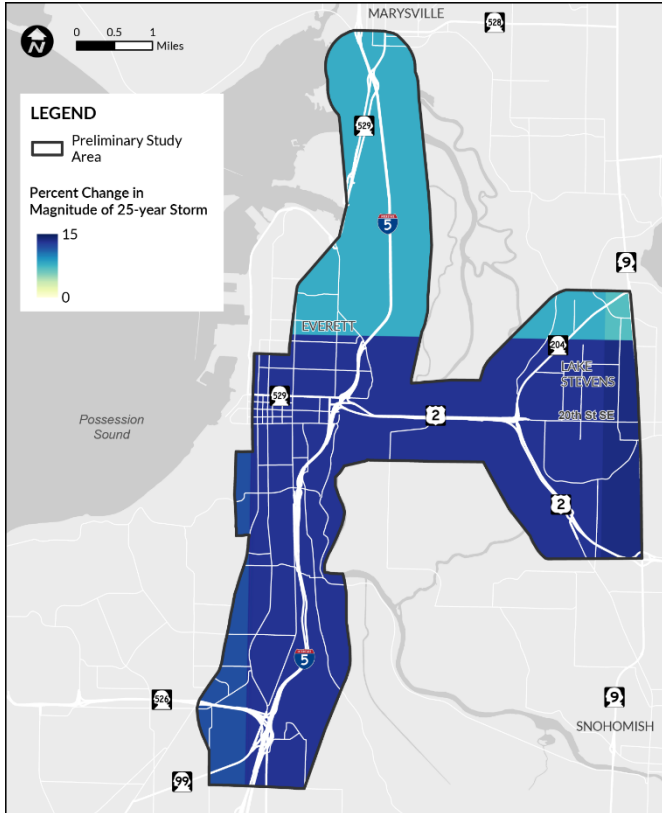 MARYSVILLE
528
N
0 0.5 1
Miles
LEGEND
Preliminary Study
Area
Percent Change in
Magnitude of 25-year Storm
15
0
529
INTERSTATE
5
9
EVERETT
204
LAKE
STEVENS
529
2
20th St SE
Possession
Sound
2
INTERSTATE
5
526
9
SNOHOMISH
99